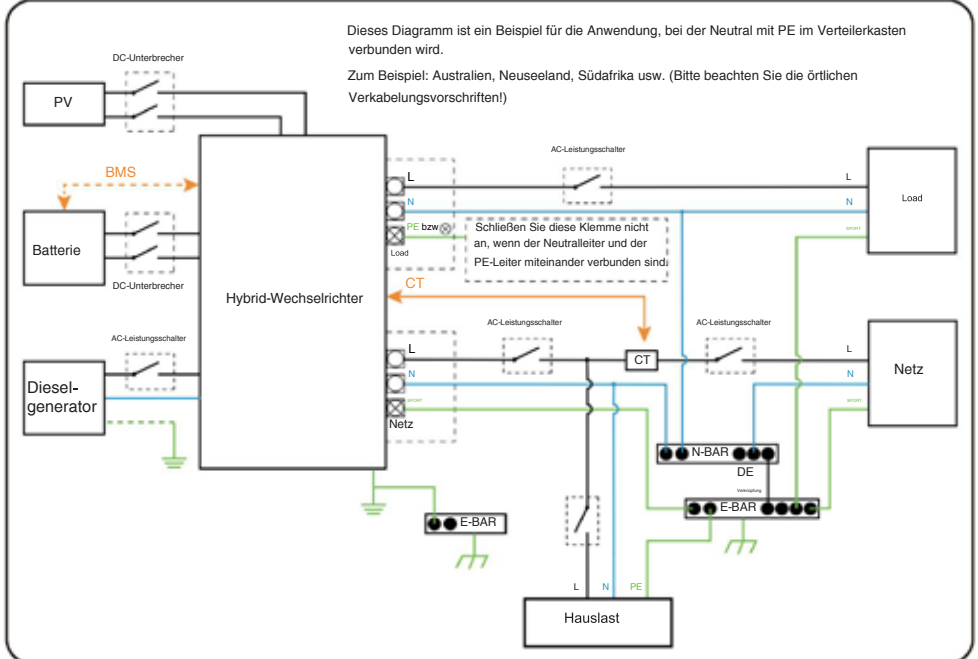 Dieses Diagramm ist ein Beispiel für die Anwendung, bei der Neutral mit PE im Verteilerkasten
verbunden wird.
Zum Beispiel: Australien, Neuseeland, Südafrika usw. (Bitte beachten Sie die örtlichen
Verkabelungsvorschriften!)
DC-Unterbrecher
PV
BMS
Batterie
DC-Unterbrecher
AC-Leistungsschalter
Diesel-
generator
Hybrid-Wechselrichter
L
N
PE bzw
Load
Schließen Sie diese Klemme nicht
an, wenn der Neutralleiter und der
PE-Leiter miteinander verbunden sind.
AC-Leistungsschalter
L
N
SPORT
Load
CT
AC-Leistungsschalter
CT
AC-Leistungsschalter
L
N
SPORT
Netz
L
N
SPORT
Netz
N-BAR
DE
Verknüpfung
E-BAR
E-BAR
L
N
PE
Hauslast